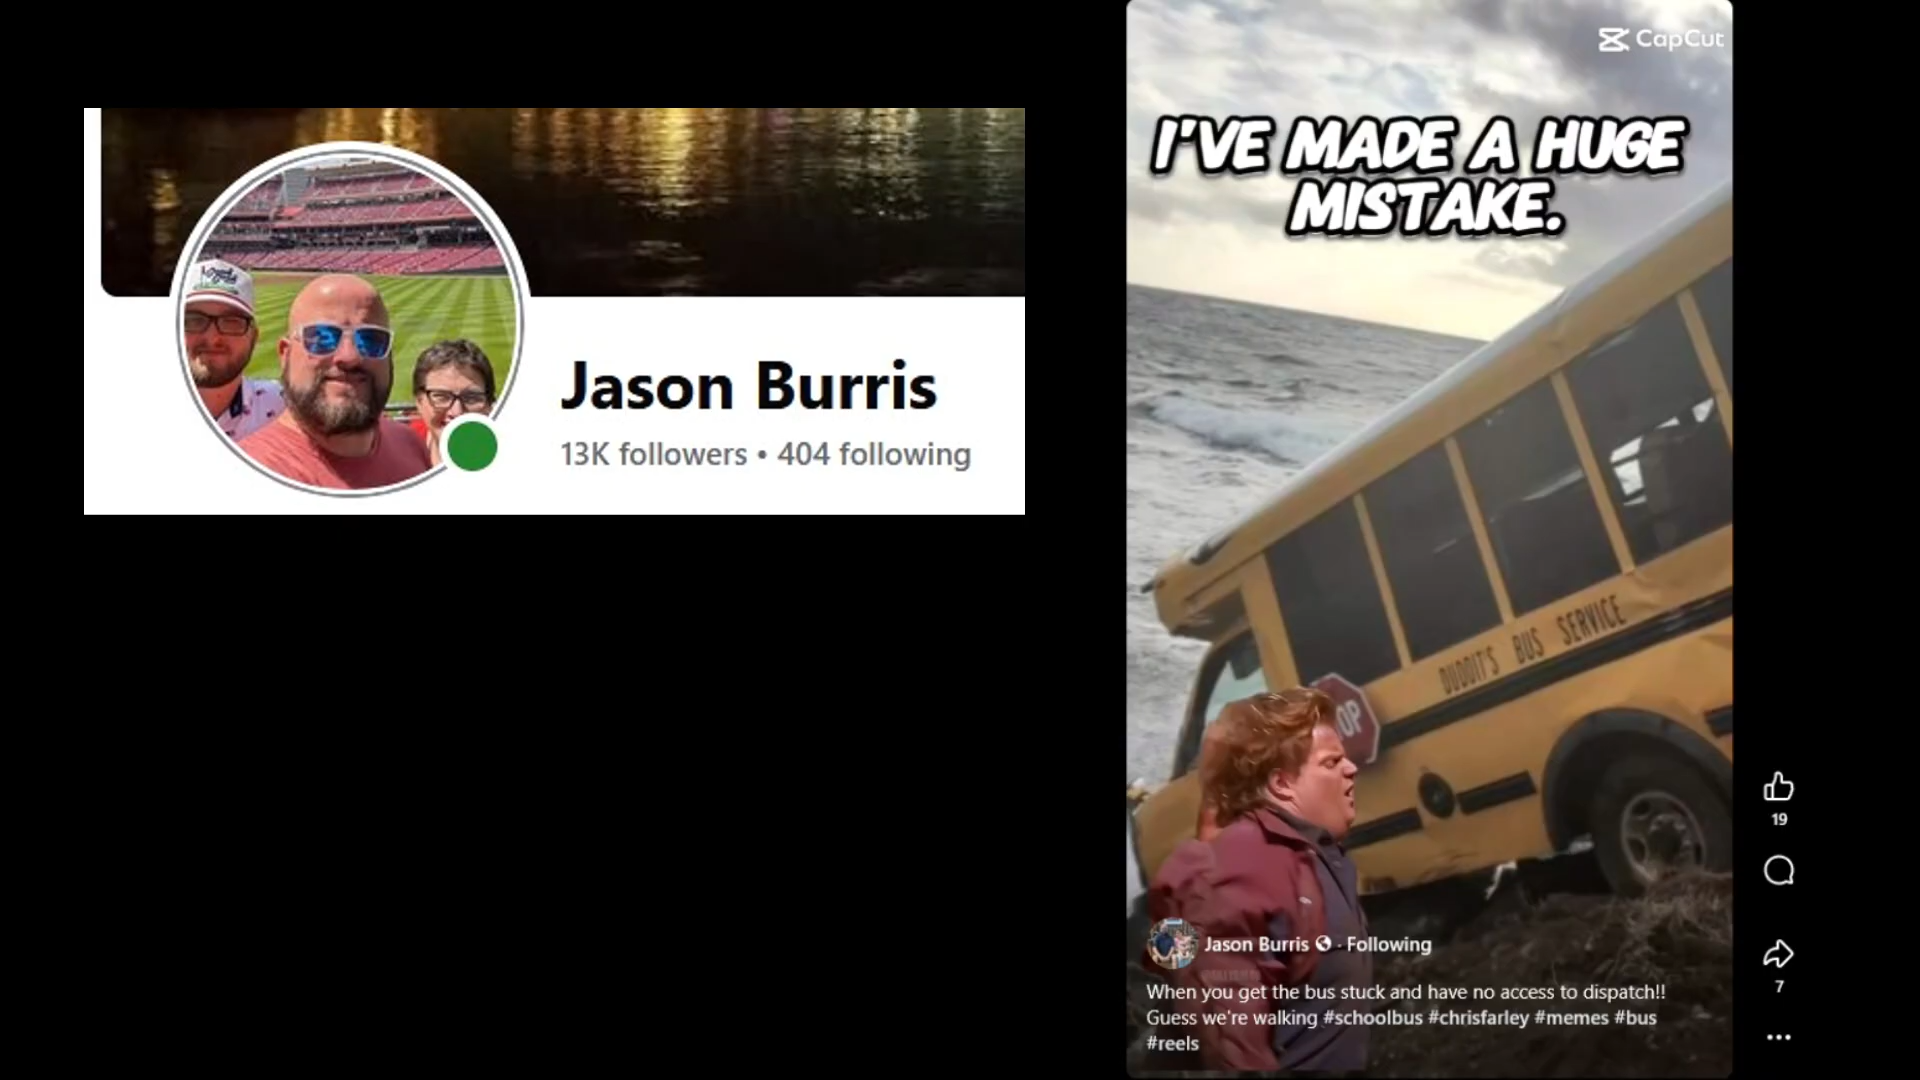 Jason Burris
13K followers • 404 following
CapCut
I'VE MADE A HUGE
MISTAKE.
DUDDIT'S BUS SERVICE
OP
19
7
Jason Burris · Following
When you get the bus stuck and have no access to dispatch!!
Guess we're walking #schoolbus #chrisfarley #memes #bus
#reels